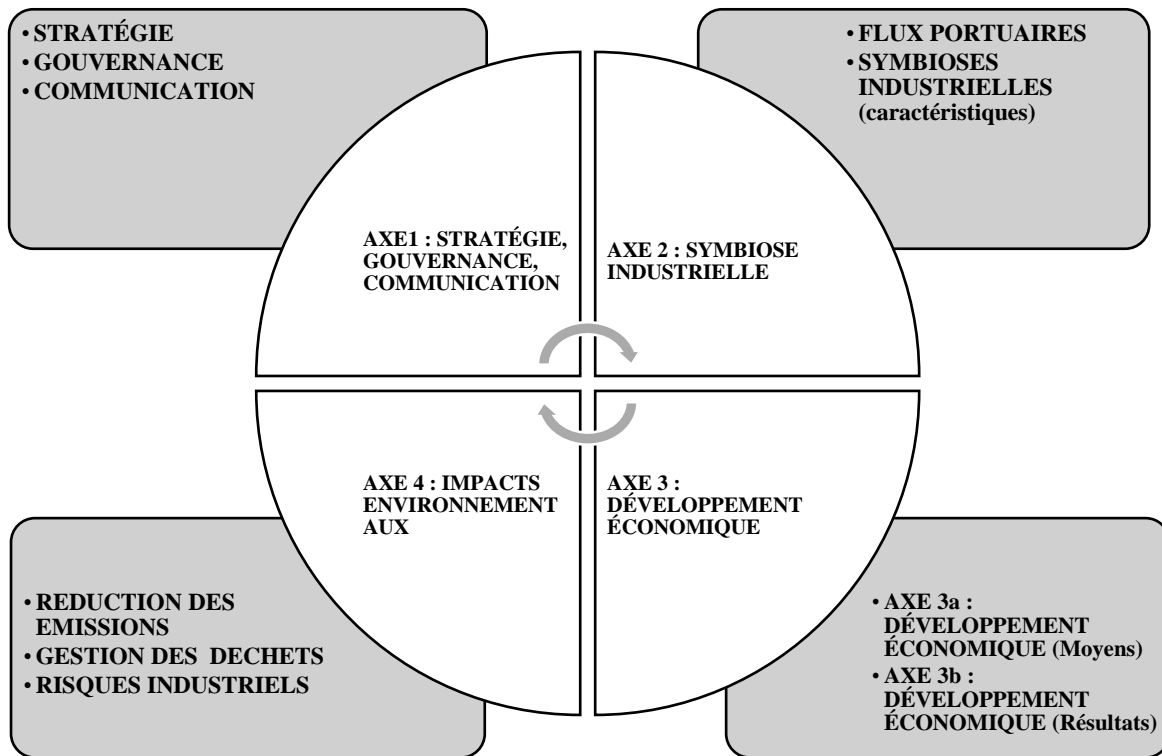 • STRATÉGIE
• GOUVERNANCE
• COMMUNICATION
• FLUX PORTUAIRES
• SYMBIOSES
INDUSTRIELLES
(caractéristiques)
AXE1 : STRATÉGIE,
GOUVERNANCE,
COMMUNICATION
AXE 2 : SYMBIOSE
INDUSTRIELLE
AXE 4 : IMPACTS
ENVIRONNEMENT
AUX
AXE 3 :
DÉVELOPPEMENT
ÉCONOMIQUE
• REDUCTION DES
EMISSIONS
• GESTION DES DECHETS
• RISQUES INDUSTRIELS
• AXE 3a :
DÉVELOPPEMENT
ÉCONOMIQUE (Moyens)
• AXE 3b :
DÉVELOPPEMENT
ÉCONOMIQUE (Résultats)